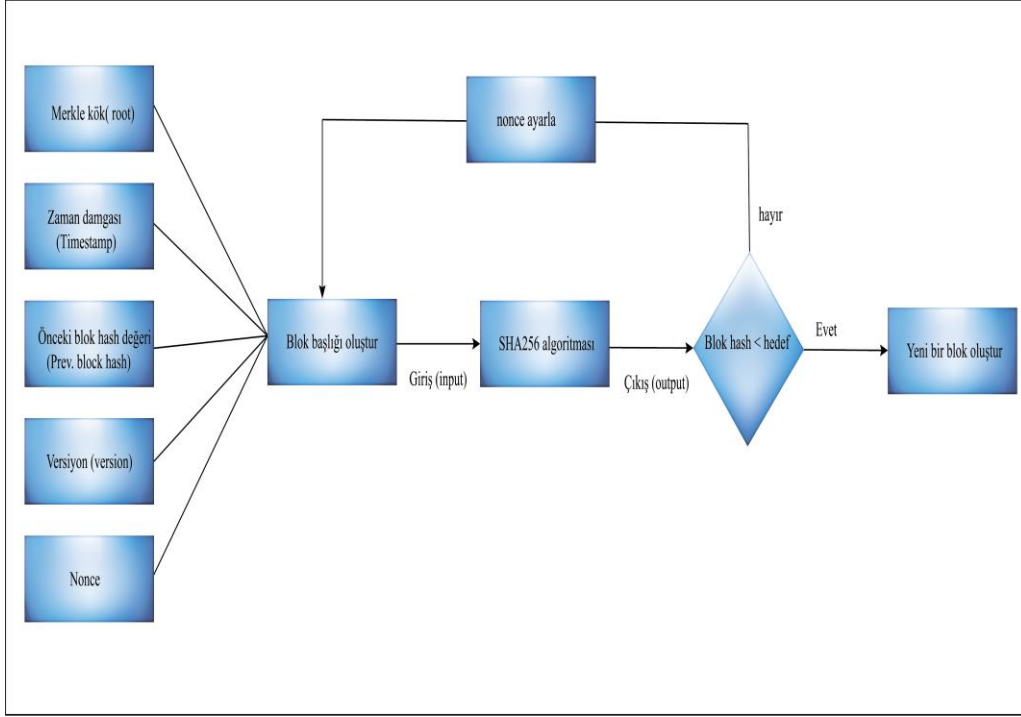 Merkle kök( root)
Zaman damgası
(Timestamp)
Önceki blok hash değeri
(Prev. block hash)
Versiyon (version)
Nonce
Blok başlığı oluştur
Giriş (input)
SHA256 algoritması
Çıkış (output)
Blok hash < hedef
hayır
nonce ayarla
Evet
Yeni bir blok oluştur